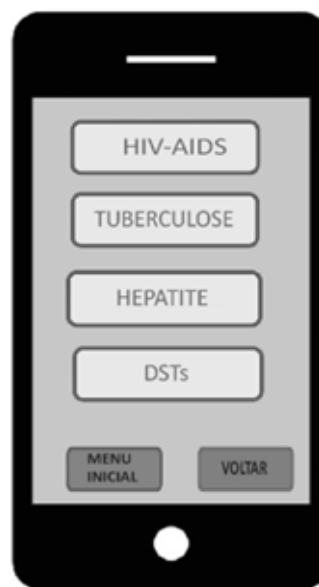 HIV-AIDS
TUBERCULOSE
HEPATITE
DSTs
MENU
INICIAL
VOLTAR